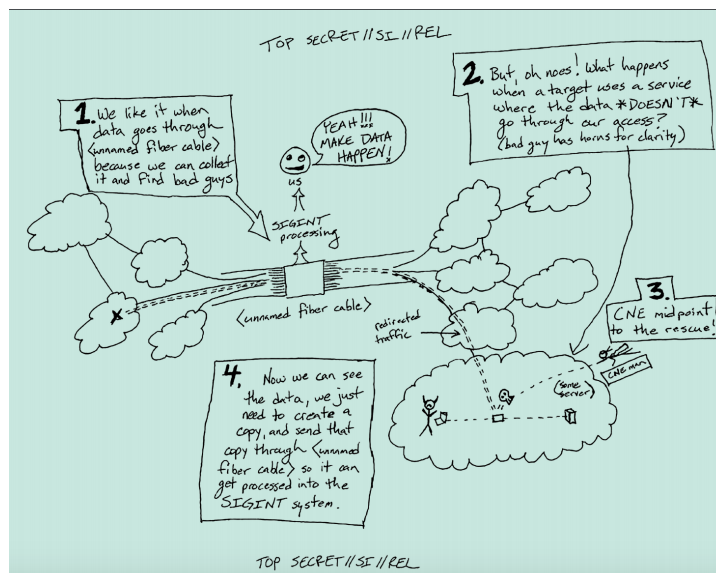 TOP SECRET//SI//REL
1. We like it when
data goes through
<unnamed fiber cable>
because we can collect
it and find bad guys
YEAH!!!
MAKE DATA
HAPPEN!
us
SIGINT
processing
<unnamed fiber cable>
2. But, oh noes! What happens
when a target uses a service
where the data *DOESN'T*
go through our access?
(bad guy has horns for clarity)
redirected
traffic
3.
CNE midpoint
to the rescue!
CNE man
(some
server)
4. Now we can see
the data, we just
need to create a
copy, and send that
copy through <unnamed
fiber cable> so it can
get processed into the
SIGINT system.
TOP SECRET//SI//REL